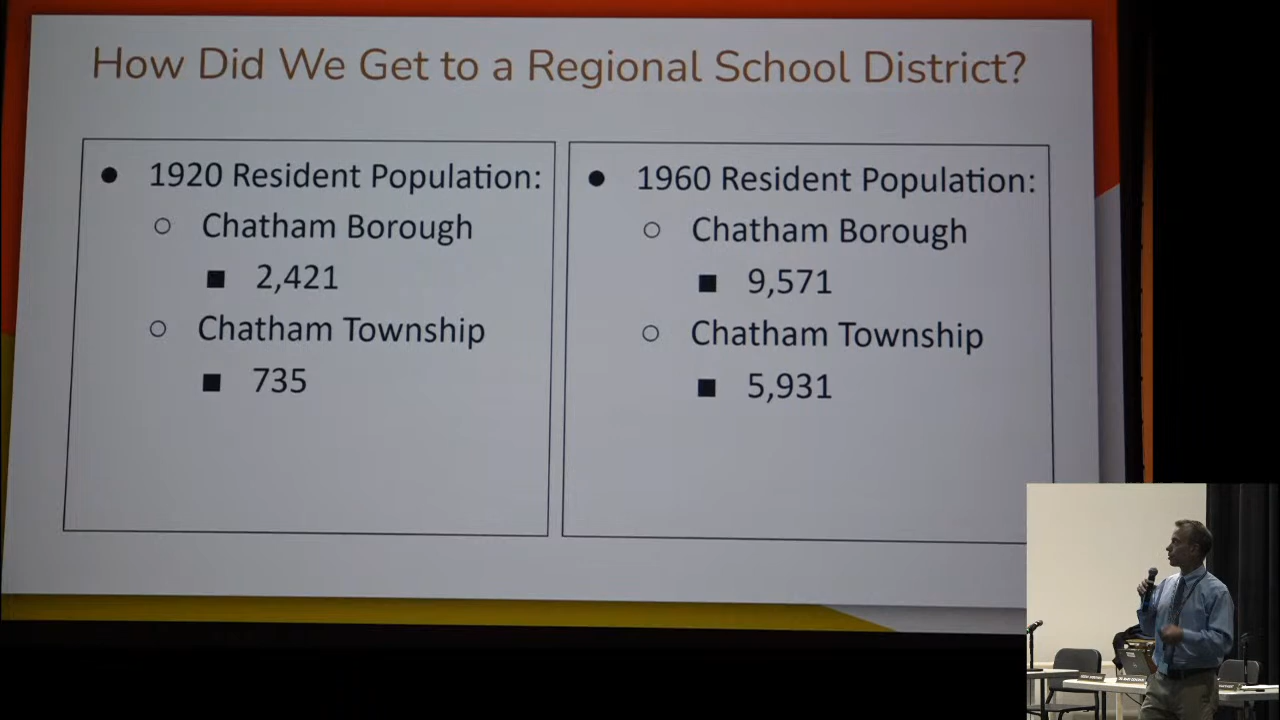 How Did We Get to a Regional School District?
● 1920 Resident Population:
○ Chatham Borough
■ 2,421
○ Chatham Township
■ 735
● 1960 Resident Population:
○ Chatham Borough
■ 9,571
○ Chatham Township
■ 5,931